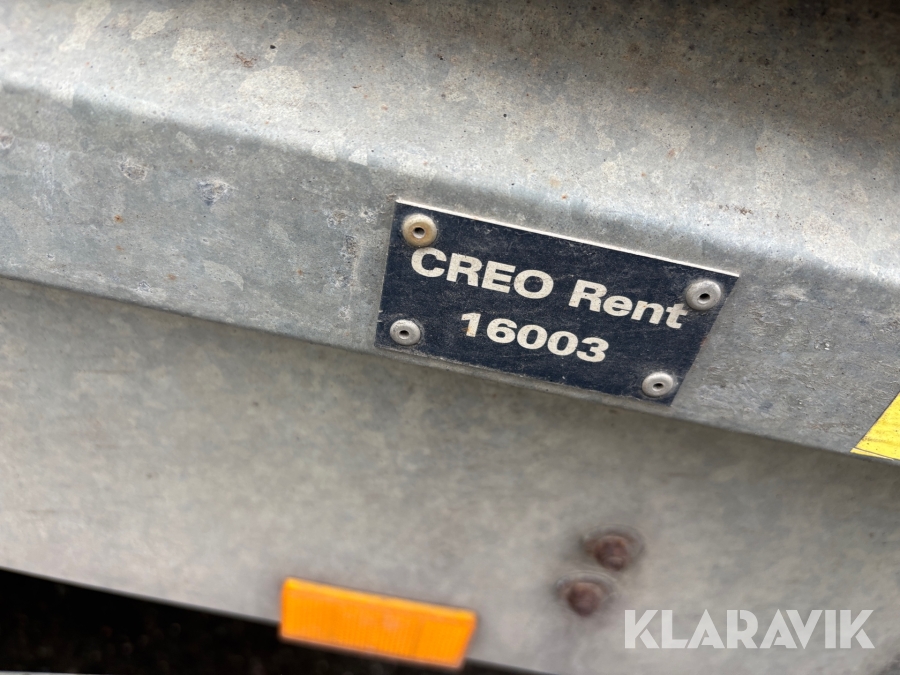 CREO Rent
16003
KLARAVIK